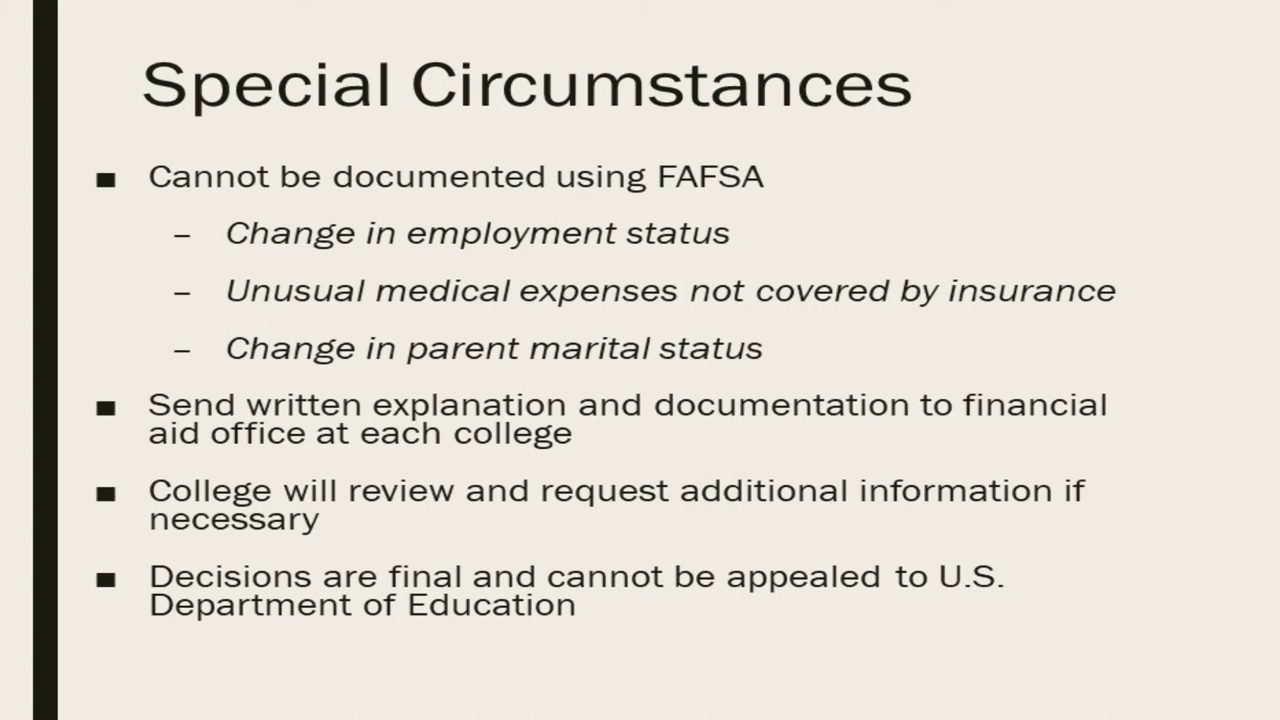 Special Circumstances
■ Cannot be documented using FAFSA
– Change in employment status
– Unusual medical expenses not covered by insurance
– Change in parent marital status
■ Send written explanation and documentation to financial
aid office at each college
■ College will review and request additional information if
necessary
■ Decisions are final and cannot be appealed to U.S.
Department of Education